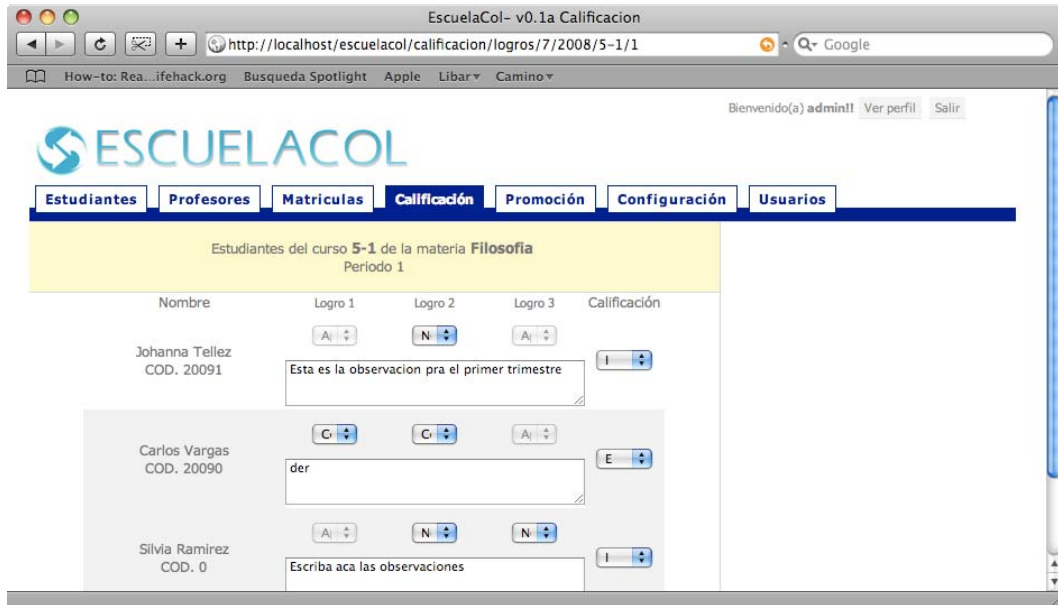 EscuelaCol- v0.1a Calificacion
http://localhost/escuelacol/calificacion/logros/7/2008/5-1/1
Google
How-to: Rea...ifehack.org Busqueda Spotlight Apple Libar Camino
Bienvenido(a) admin!! Ver perfil Salir
ESCUELACOL
Estudiantes Profesores Matriculas Calificación Promoción Configuración Usuarios
Estudiantes del curso 5-1 de la materia Filosofia
Periodo 1
Nombre Logro 1 Logro 2 Logro 3 Calificación
N
Johanna Tellez
I
COD. 20091
Esta es la observacion pra el primer trimestre
Carlos Vargas
E
COD. 20090
der
N N
Silvia Ramirez
I
COD. 0
Escriba aca las observaciones